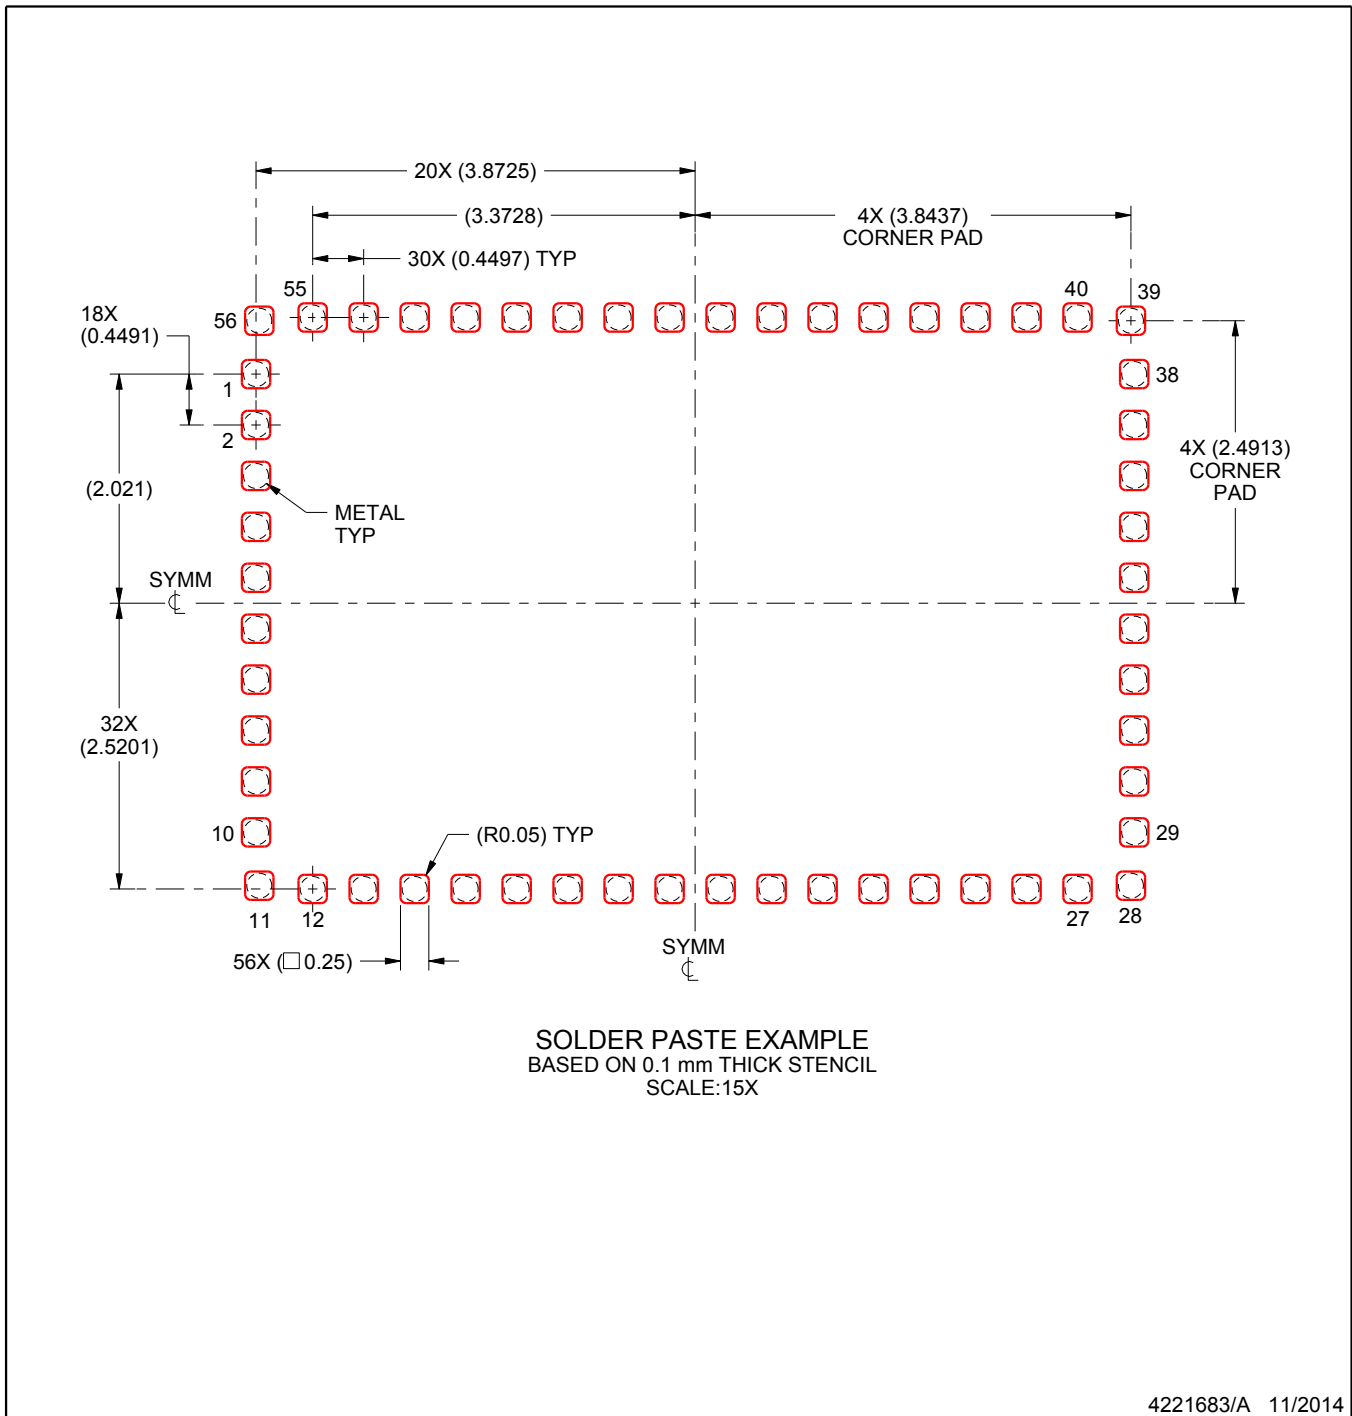 20X (3.8725)
(3.3728)
4X (3.8437)
CORNER PAD
30X (0.4497) TYP
55
40
39
56
18X
(0.4491)
1
38
2
4X (2.4913)
CORNER
PAD
(2.021)
METAL
TYP
SYMM
32X
(2.5201)
10
(R0.05) TYP
29
11
12
27
28
SYMM
56X (□ 0.25)
SOLDER PASTE EXAMPLE
BASED ON 0.1 mm THICK STENCIL
SCALE:15X
4221683/A 11/2014